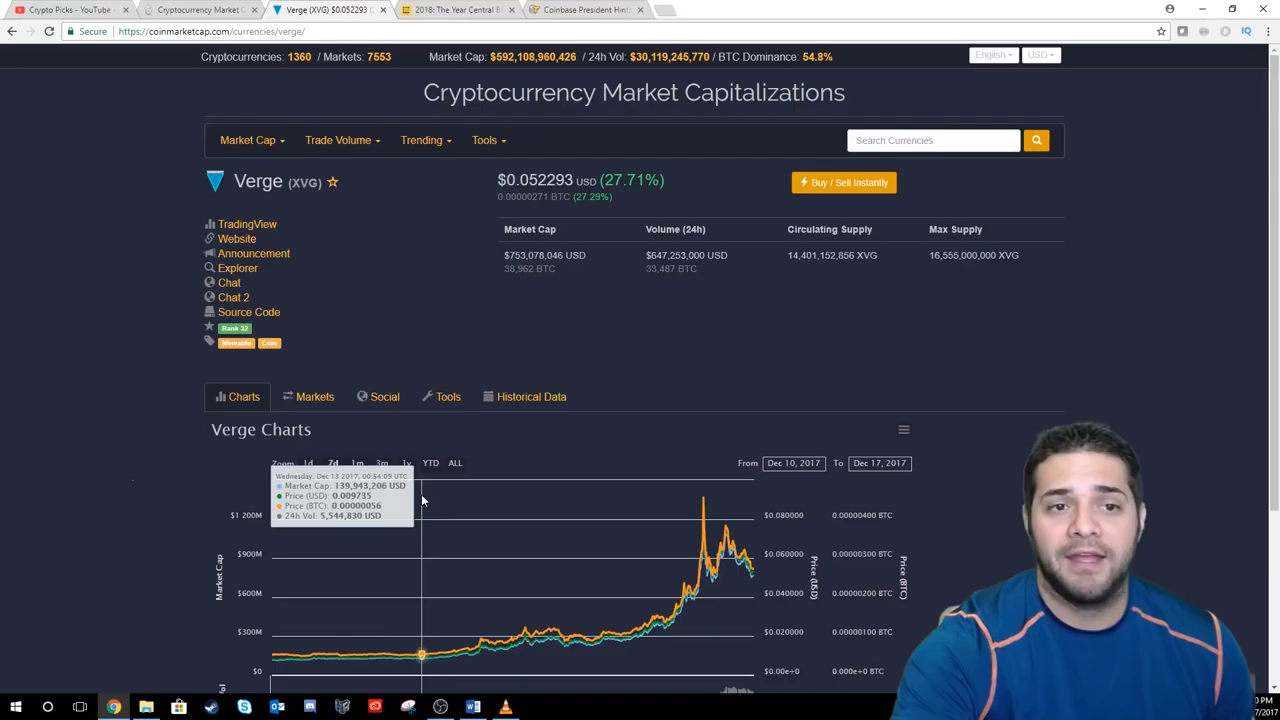 Crypto Picks - YouTube
Cryptocurrency Market C
Verge (XVG) $0.052293
2018: The Year Central B
Coinbase President Hint
Secure
https://coinmarketcap.com/currencies/verge/
Cryptocurrencies: 1360 / Markets: 7553
Market Cap: $592,108,960,426 / 24h Vol: $30,119,245,770 / BTC Dominance: 54.8%
English
USD
Cryptocurrency Market Capitalizations
Market Cap
Trade Volume
Trending
Tools
Search Currencies
Verge (XVG)
$0.052293 USD (27.71%)
0.00000271 BTC (27.29%)
Buy / Sell Instantly
TradingView
Website
Announcement
Explorer
Chat
Chat 2
Source Code
Rank 32
Mineable
Coin
Market Cap
Volume (24h)
Circulating Supply
Max Supply
$753,078,046 USD
$647,253,000 USD
14,401,152,856 XVG
16,555,000,000 XVG
38,962 BTC
33,487 BTC
Charts
Markets
Social
Tools
Historical Data
Verge Charts
Zoom 1d 7d 1m 3m 1y YTD ALL
From Dec 10, 2017 To Dec 17, 2017
Wednesday, Dec 13 2017, 00:54:09 UTC
Market Cap: 139,943,206 USD
Price (USD): 0.009735
Price (BTC): 0.00000056
24h Vol: 5,544,830 USD
$1 200M
$900M
$600M
$300M
$0
Market Cap
$0.080000
$0.060000
$0.040000
$0.020000
$0.00e+0
Price (USD)
0.00000400 BTC
0.00000300 BTC
0.00000200 BTC
0.00000100 BTC
0.000e+0 BTC
Price (BTC)
Vol